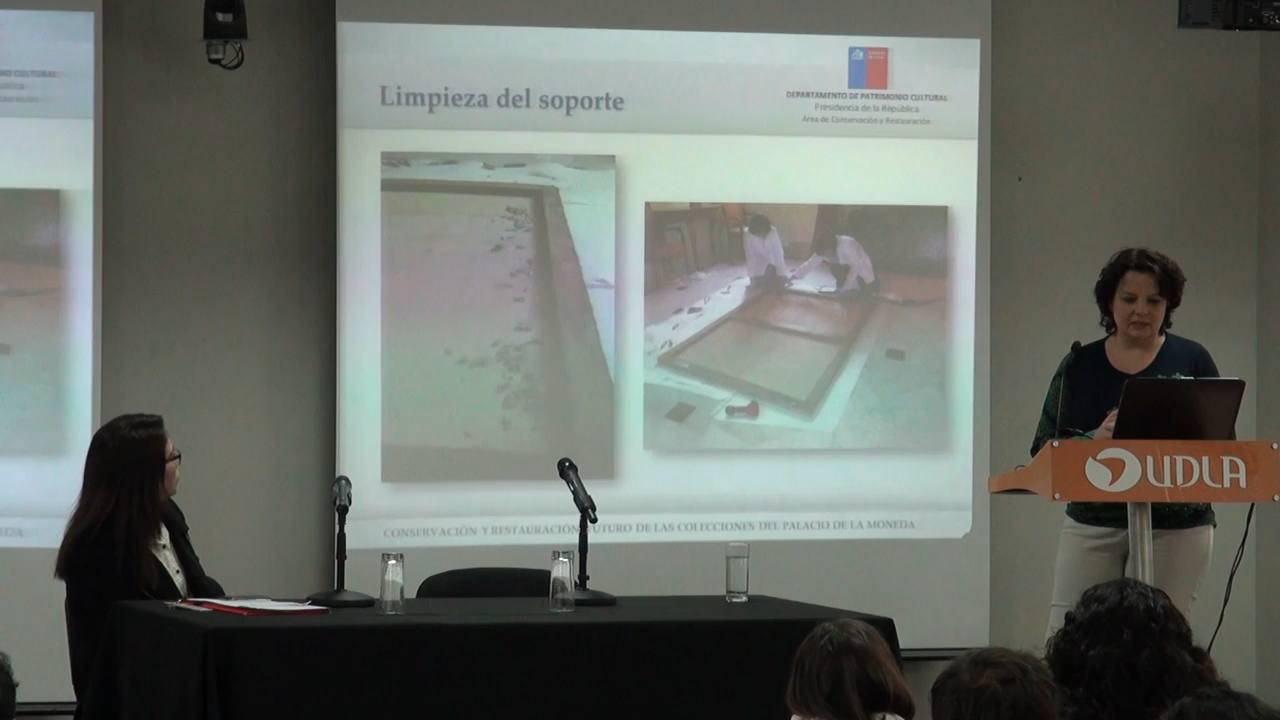 Limpieza del soporte
DEPARTAMENTO DE PATRIMONIO CULTURAL
Presidencia de la República
Área de Conservación y Restauración
CONSERVACIÓN Y RESTAURACIÓN FUTURO DE LAS COLECCIONES DEL PALACIO DE LA MONEDA
UDLA